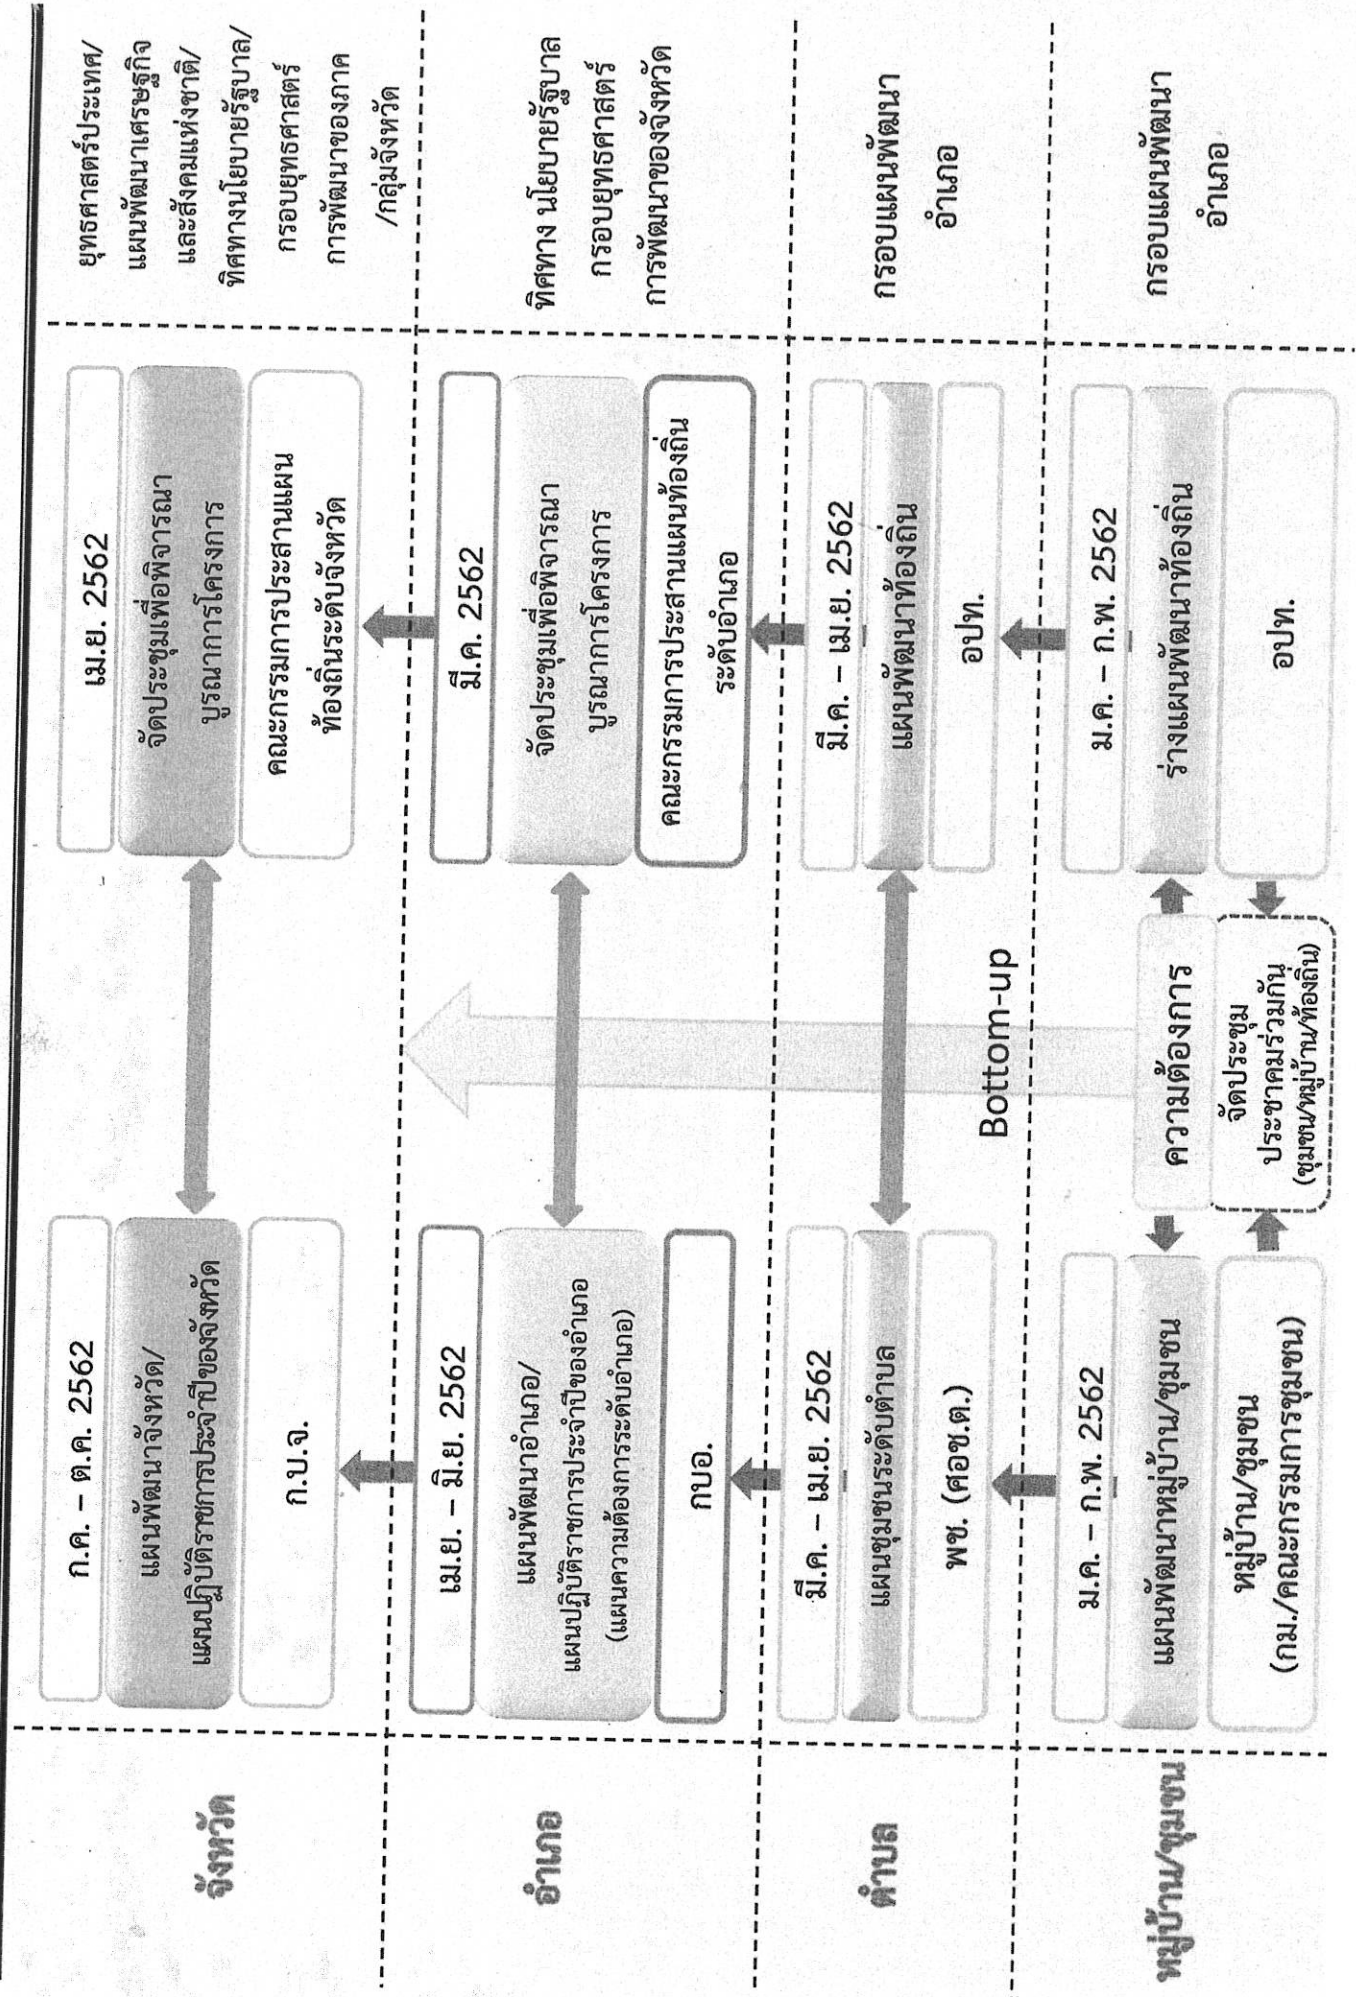 จังหวัด
ก.ค. – ต.ค. 2562
แผนพัฒนาจังหวัด/
แผนปฏิบัติราชการประจำปีของจังหวัด
ก.บ.จ.
เม.ย. 2562
จัดประชุมเพื่อพิจารณา
บูรณาการโครงการ
คณะกรรมการประสานแผน
ท้องถิ่นระดับจังหวัด
ยุทธศาสตร์ประเทศ/
แผนพัฒนาเศรษฐกิจ
และสังคมแห่งชาติ/
ทิศทางนโยบายรัฐบาล/
กรอบยุทธศาสตร์
การพัฒนาของภาค
/กลุ่มจังหวัด/
อำเภอ
เม.ย. – มิ.ย. 2562
แผนพัฒนาอำเภอ/
แผนปฏิบัติราชการประจำปีของอำเภอ
(แผนความต้องการระดับอำเภอ)
กบอ.
มี.ค. 2562
จัดประชุมเพื่อพิจารณา
บูรณาการโครงการ
คณะกรรมการประสานแผนท้องถิ่น
ระดับอำเภอ
ทิศทาง นโยบายรัฐบาล
กรอบยุทธศาสตร์
การพัฒนาของจังหวัด
ตำบล
มี.ค. – เม.ย. 2562
แผนชุมชนระดับตำบล
พช. (ศอช.ต.)
Bottom-up
มี.ค. – เม.ย. 2562
แผนพัฒนาท้องถิ่น
อปท.
กรอบแผนพัฒนา
อำเภอ
หมู่บ้าน/ชุมชน
ม.ค. – ก.พ. 2562
แผนพัฒนาหมู่บ้าน/ชุมชน
หมู่บ้าน/ชุมชน
(กม./คณะกรรมการชุมชน)
ความต้องการ
จัดประชุม
ประชาคมร่วมกัน
(ชุมชน/หมู่บ้าน/ท้องถิ่น)
ม.ค. – ก.พ. 2562
ร่างแผนพัฒนาท้องถิ่น
อปท.
กรอบแผนพัฒนา
อำเภอ